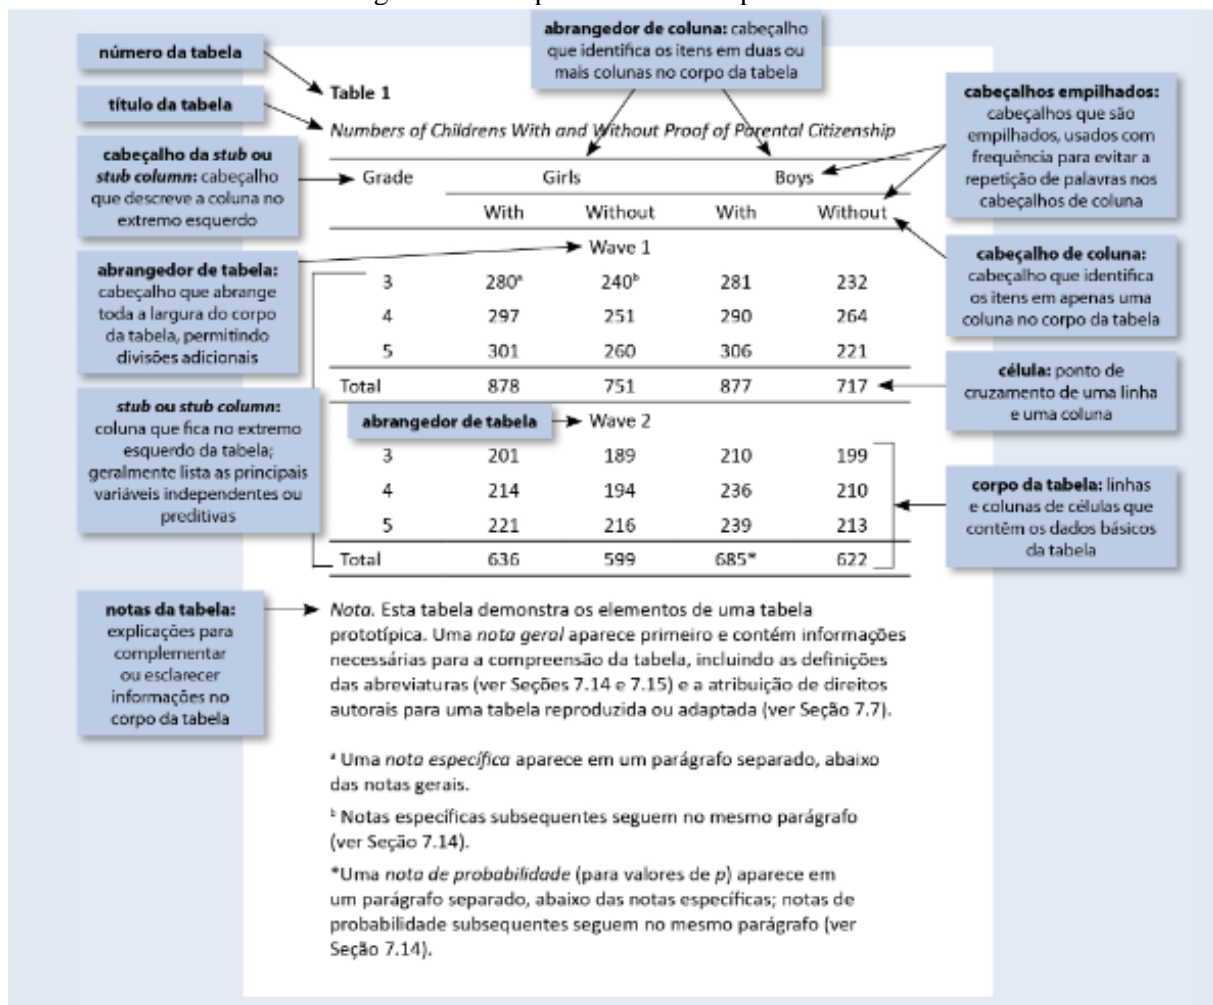 abrangedor de coluna: cabeçalho
que identifica os itens em duas ou
mais colunas no corpo da tabela
número da tabela
título da tabela
cabeçalho da stub ou
stub column: cabeçalho
que descreve a coluna no
extremo esquerdo
abrangedor de tabela:
cabeçalho que abrange
toda a largura do corpo
da tabela, permitindo
divisões adicionais
stub ou stub column:
coluna que fica no extremo
esquerdo da tabela;
geralmente lista as principais
variáveis independentes ou
preditivas
notas da tabela:
explicações para
complementar
ou esclarecer
informações no
corpo da tabela
Table 1
Numbers of Childrens With and Without Proof of Parental Citizenship
Grade Girls Boys
With Without With Without
Wave 1
3 280ᵃ 240ᵇ 281 232
4 297 251 290 264
5 301 260 306 221
Total 878 751 877 717
abrangedor de tabela Wave 2
3 201 189 210 199
4 214 194 236 210
5 221 216 239 213
Total 636 599 685* 622
Nota. Esta tabela demonstra os elementos de uma tabela
prototípica. Uma nota geral aparece primeiro e contém informações
necessárias para a compreensão da tabela, incluindo as definições
das abreviaturas (ver Seções 7.14 e 7.15) e a atribuição de direitos
autorais para uma tabela reproduzida ou adaptada (ver Seção 7.7).
ᵃ Uma nota específica aparece em um parágrafo separado, abaixo
das notas gerais.
ᵇ Notas específicas subsequentes seguem no mesmo parágrafo
(ver Seção 7.14).
*Uma nota de probabilidade (para valores de p) aparece em
um parágrafo separado, abaixo das notas específicas; notas de
probabilidade subsequentes seguem no mesmo parágrafo (ver
Seção 7.14).
cabeçalhos empilhados:
cabeçalhos que são
empilhados, usados com
frequência para evitar a
repetição de palavras nos
cabeçalhos de coluna
cabeçalho de coluna:
cabeçalho que identifica
os itens em apenas uma
coluna no corpo da tabela
célula: ponto de
cruzamento de uma linha
e uma coluna
corpo da tabela: linhas
e colunas de células que
contêm os dados básicos
da tabela